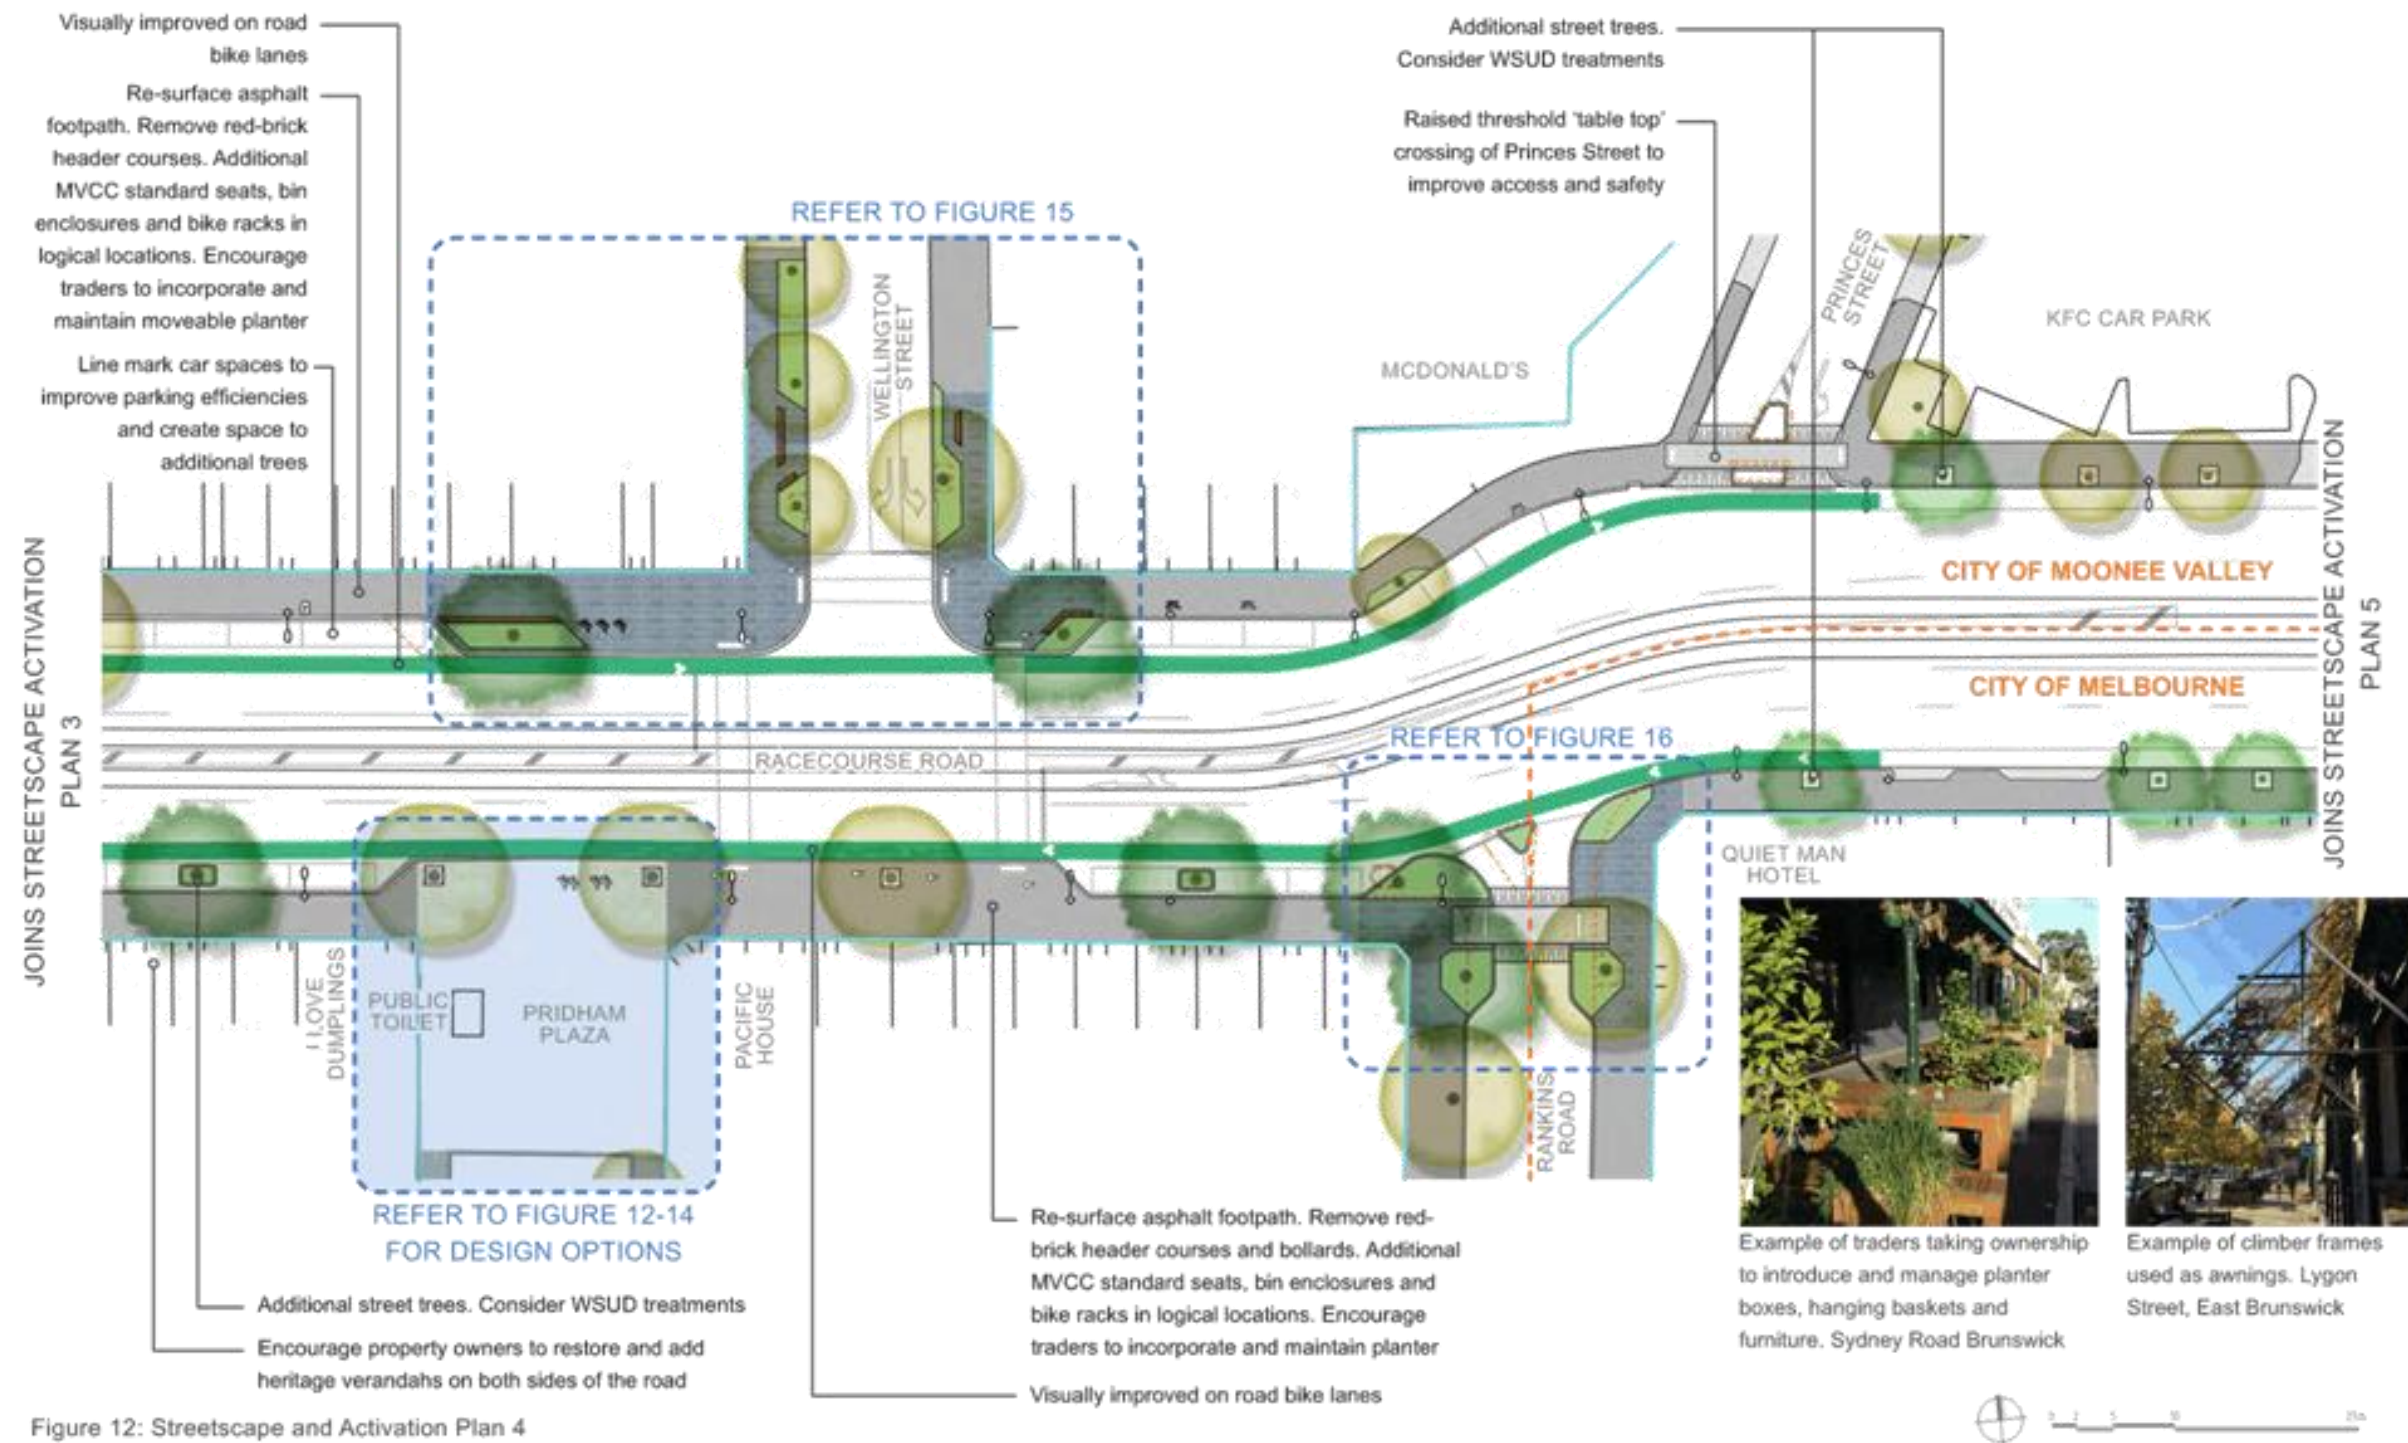 Visually improved on road
bike lanes
Re-surface asphalt
footpath. Remove red-brick
header courses. Additional
MVCC standard seats, bin
enclosures and bike racks in
logical locations. Encourage
traders to incorporate and
maintain moveable planter
Line mark car spaces to
improve parking efficiencies
and create space to
additional trees
Additional street trees.
Consider WSUD treatments
Raised threshold 'table top'
crossing of Princes Street to
improve access and safety
REFER TO FIGURE 15
WELLINGTON
STREET
PRINCES
STREET
KFC CAR PARK
MCDONALD'S
JOINS STREETSCAPE ACTIVATION
PLAN 3
JOINS STREETSCAPE ACTIVATION
PLAN 5
CITY OF MOONEE VALLEY
CITY OF MELBOURNE
REFER TO FIGURE 16
RACECOURSE ROAD
QUIET MAN
HOTEL
I LOVE
DUMPLINGS
PUBLIC
TOILET
PRIDHAM
PLAZA
PACIFIC
HOUSE
RANKINS
ROAD
REFER TO FIGURE 12-14
FOR DESIGN OPTIONS
Additional street trees. Consider WSUD treatments
Encourage property owners to restore and add
heritage verandahs on both sides of the road
Re-surface asphalt footpath. Remove red-
brick header courses and bollards. Additional
MVCC standard seats, bin enclosures and
bike racks in logical locations. Encourage
traders to incorporate and maintain planter
Visually improved on road bike lanes
Example of traders taking ownership
to introduce and manage planter
boxes, hanging baskets and
furniture. Sydney Road Brunswick
Example of climber frames
used as awnings. Lygon
Street, East Brunswick
Figure 12: Streetscape and Activation Plan 4